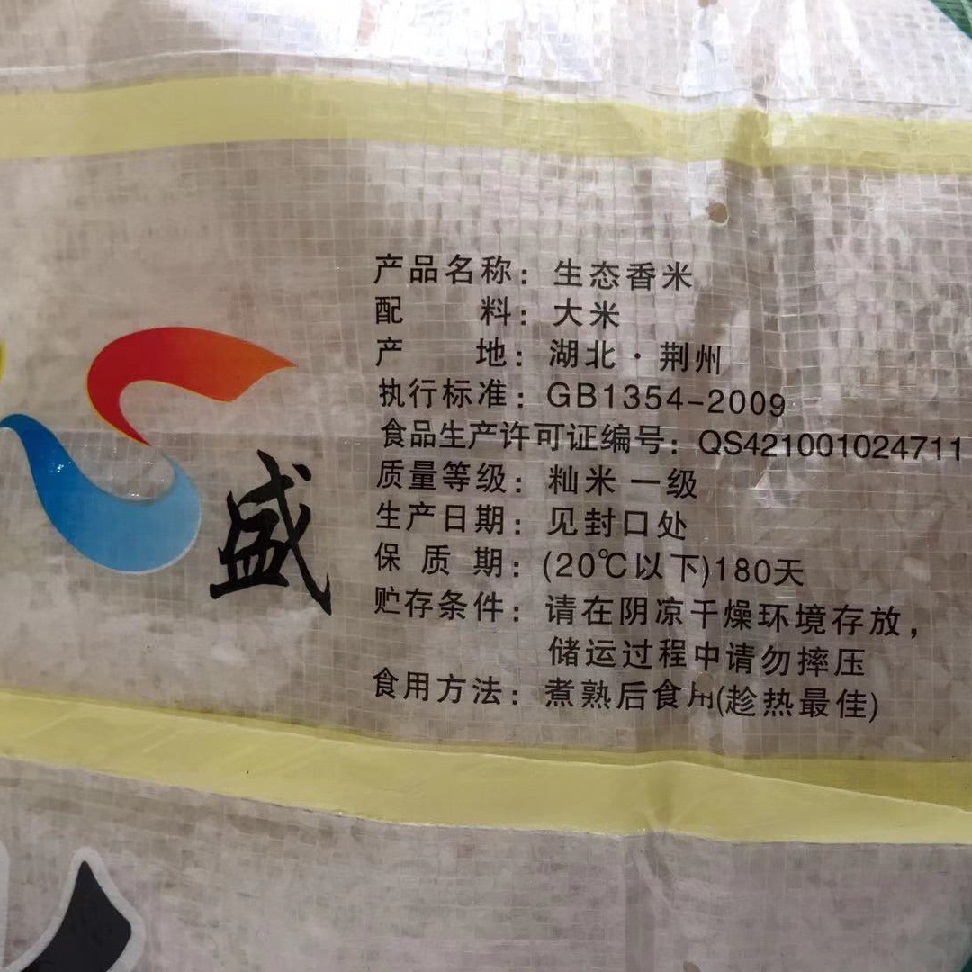 产品名称：生态香米
配料：大米
产地：湖北·荆州
执行标准：GB1354-2009
食品生产许可证编号：QS421001024711
质量等级：籼米 一级
生产日期：见封口处
保质期：(20℃以下)180天
贮存条件：请在阴凉干燥环境存放，
储运过程中请勿摔压
食用方法：煮熟后食用(趁热最佳)
盛